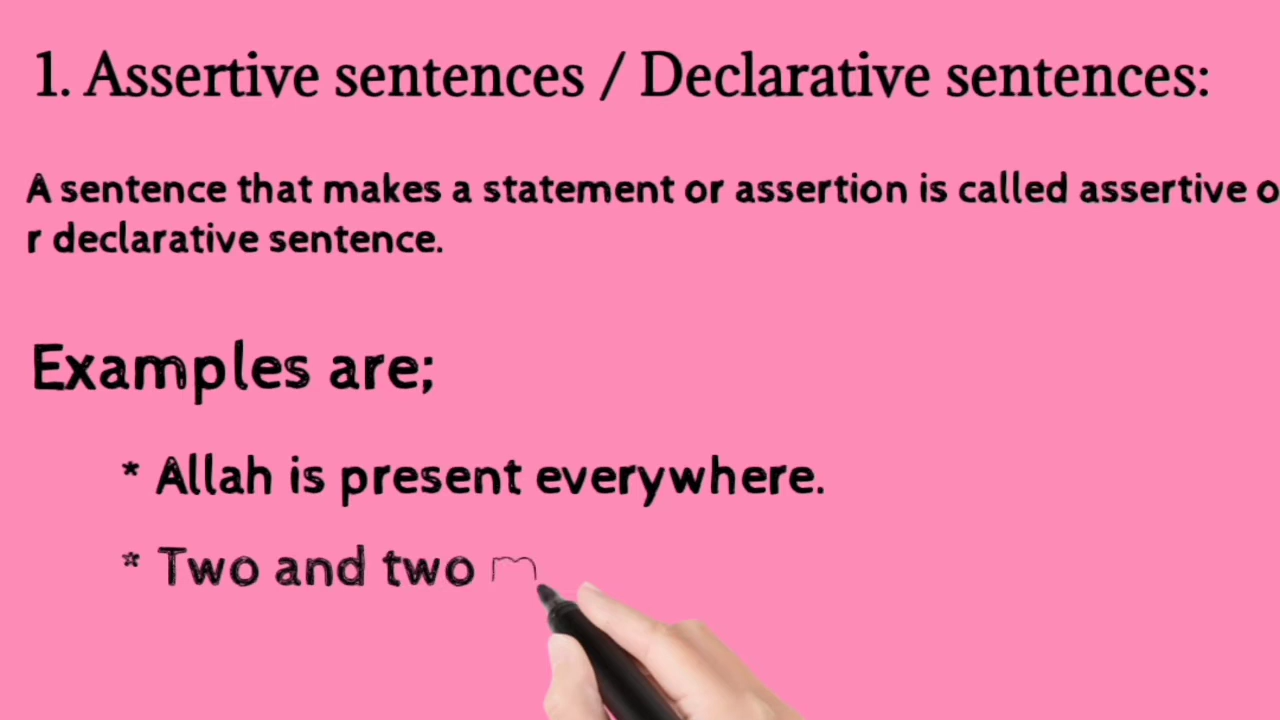 1. Assertive sentences / Declarative sentences:
A sentence that makes a statement or assertion is called assertive o
r declarative sentence.
Examples are;
* Allah is present everywhere.
* Two and two m